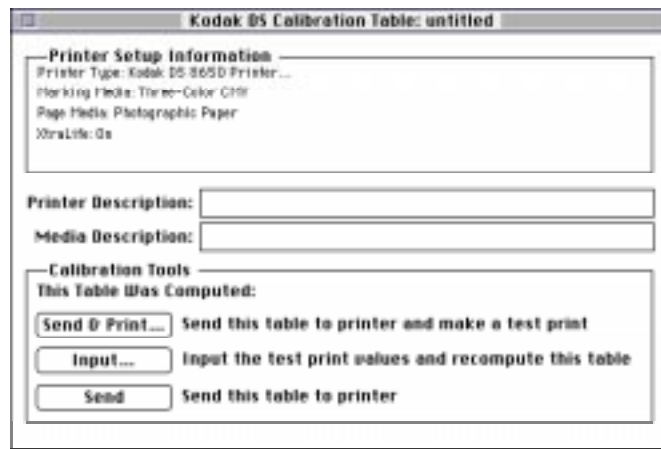 Kodak DS Calibration Table: untitled
Printer Setup Information
Printer Type: Kodak DS 8650 Printer...
Marking Media: Three-Color CMY
Page Media: Photographic Paper
XtraLife: On
Printer Description:
Media Description:
Calibration Tools
This Table Was Computed:
Send & Print... Send this table to printer and make a test print
Input... Input the test print values and recompute this table
Send Send this table to printer